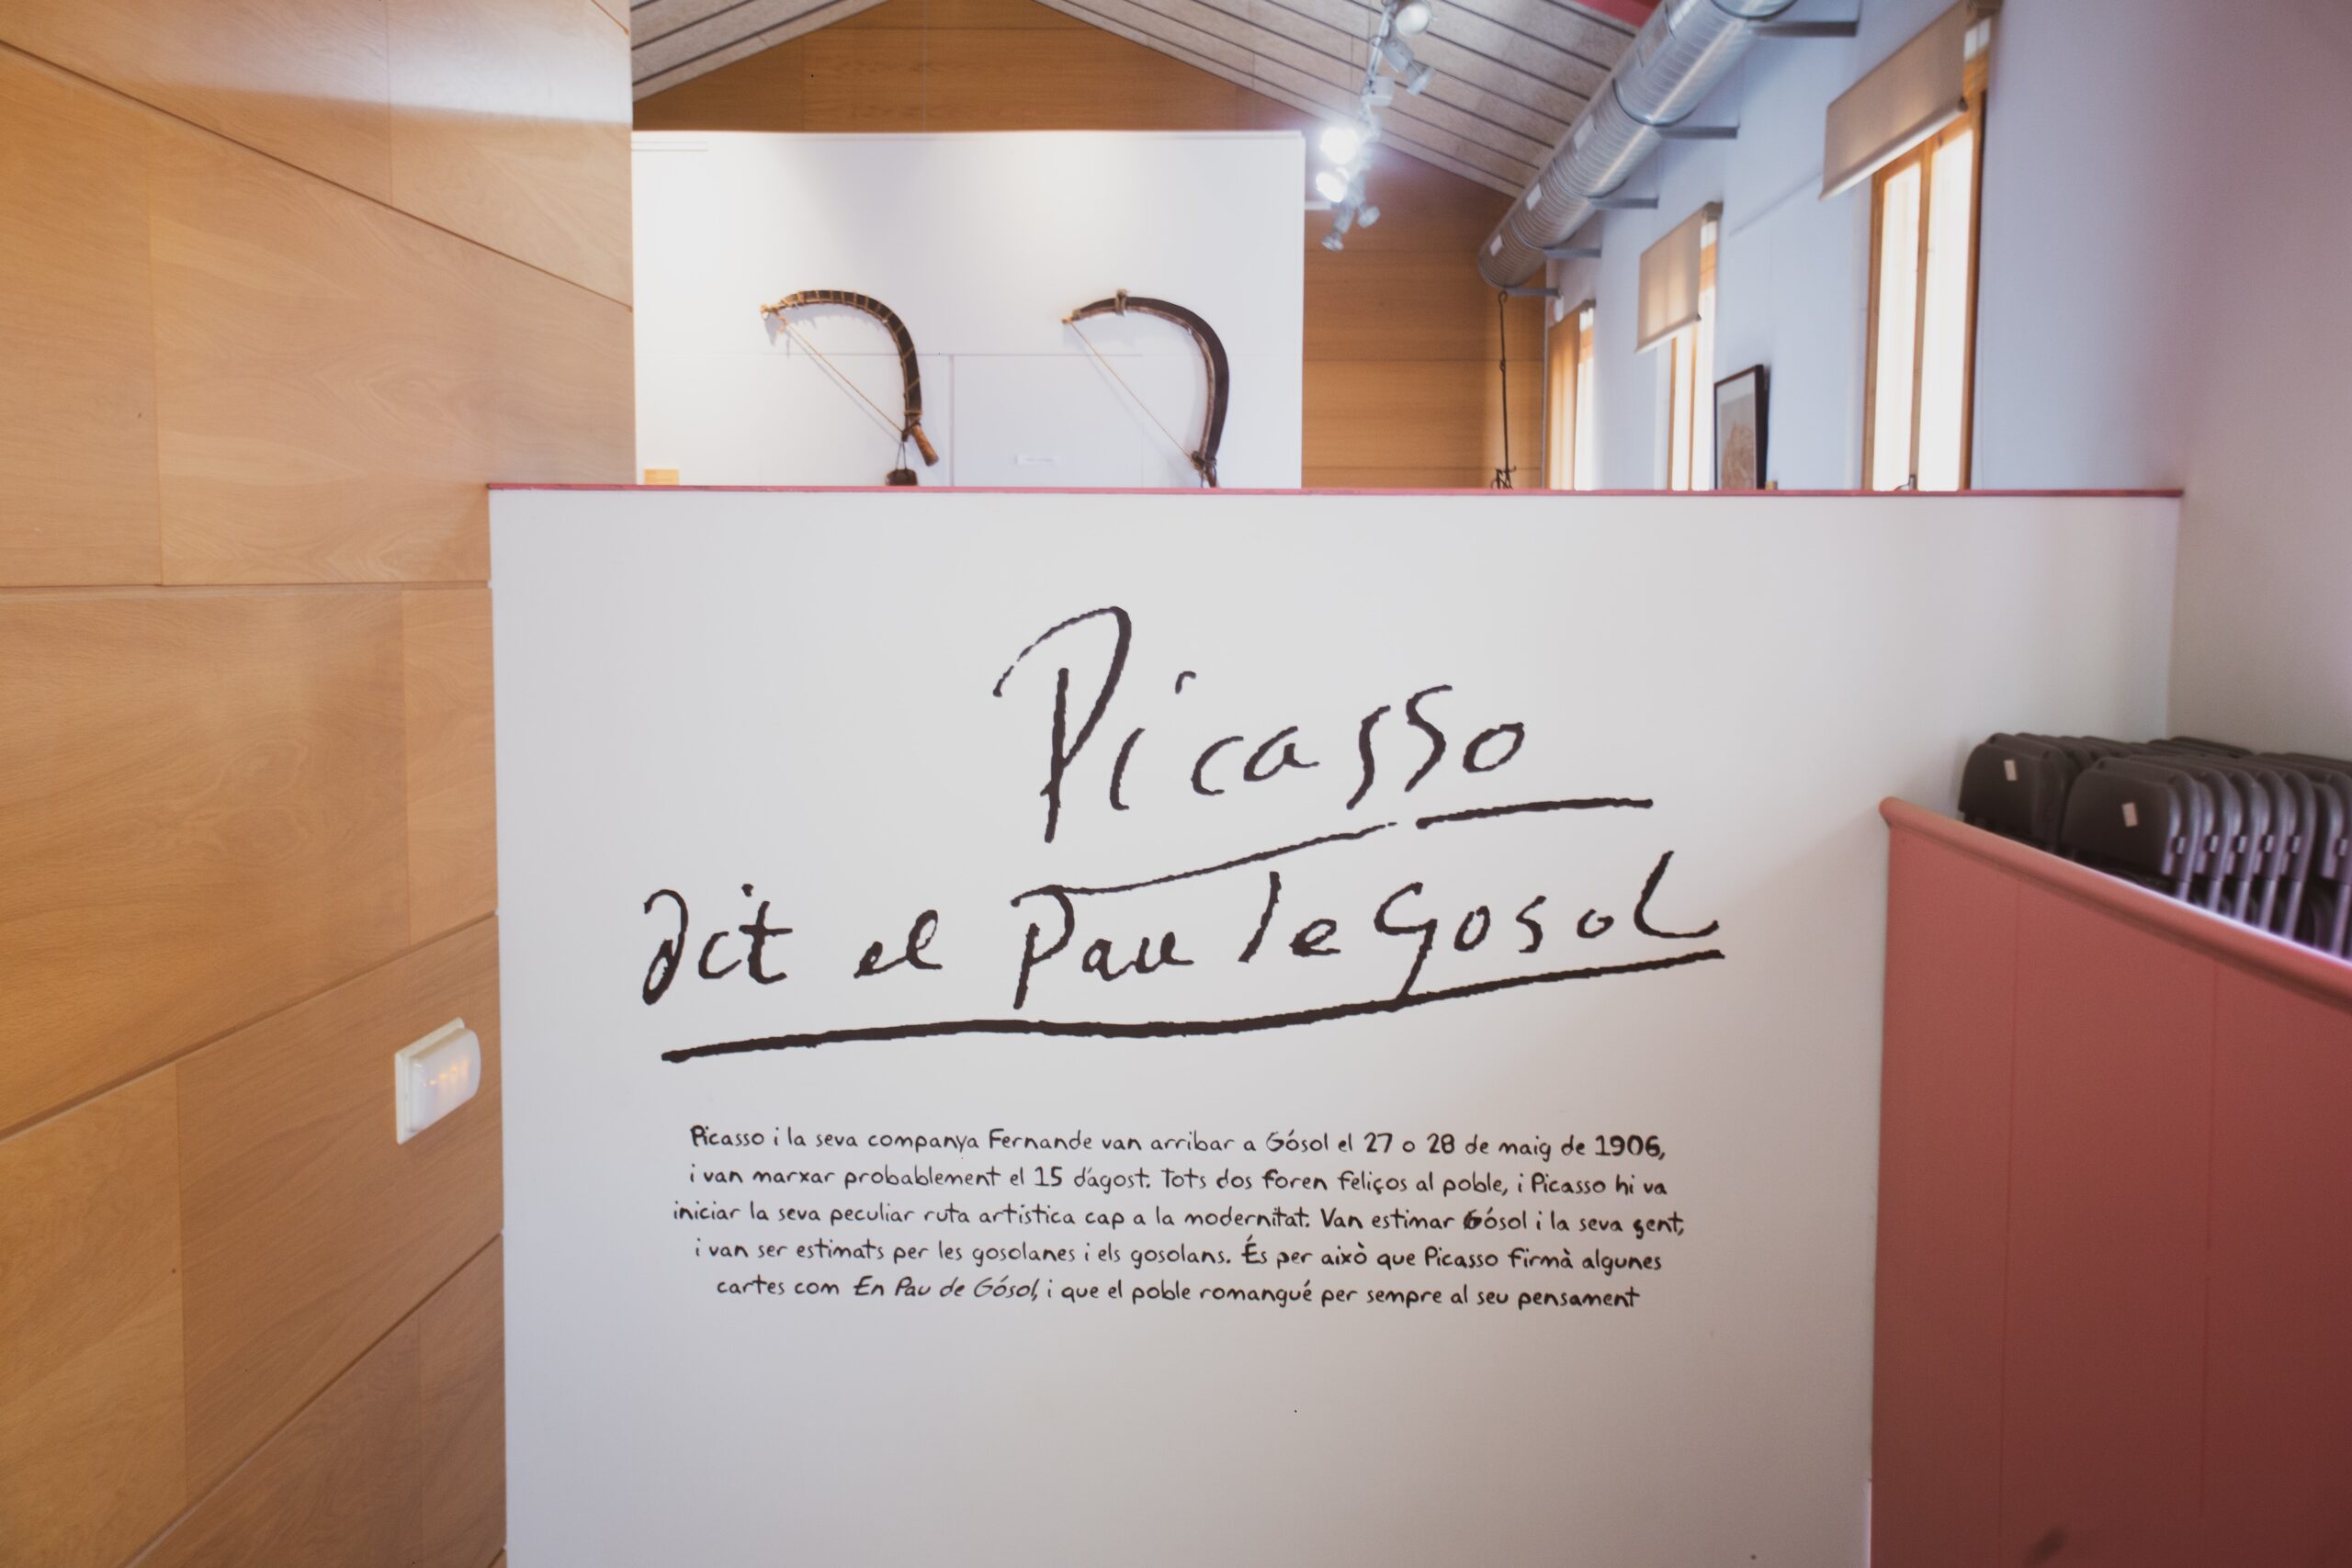 Picasso
dit el Pau de Gosol
Picasso i la seva companya Fernande van arribar a Gósol el 27 o 28 de maig de 1906,
i van marxar probablement el 15 d'agost. Tots dos foren feliços al poble, i Picasso hi va
iniciar la seva peculiar ruta artística cap a la modernitat. Van estimar Gósol i la seva gent,
i van ser estimats per les gosolanes i els gosolans. És per això que Picasso firmà algunes
cartes com En Pau de Gósol, i que el poble romangué per sempre al seu pensament